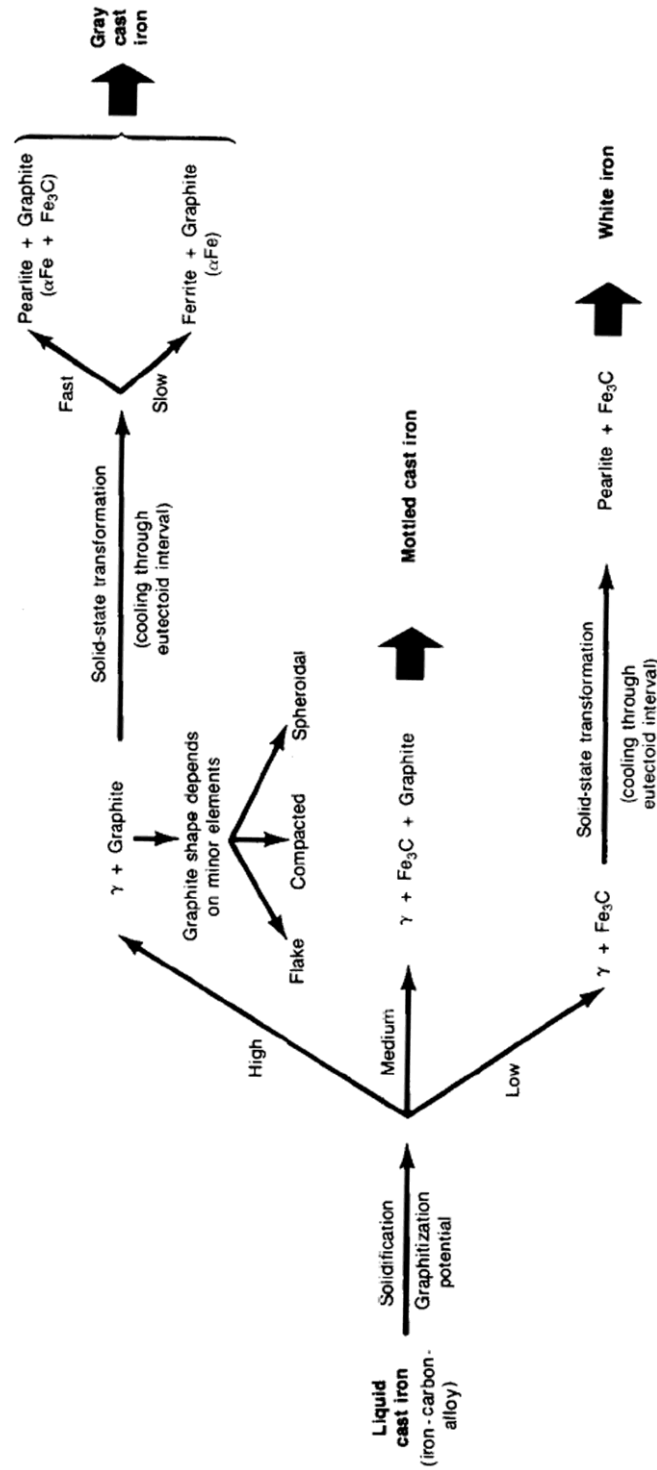 Liquid
cast iron
(iron-carbon-
alloy)
Solidification
Graphitization
potential
High
Medium
Low
γ + Graphite
Graphite shape depends
on minor elements
Flake
Compacted
Spheroidal
Solid-state transformation
(cooling through
eutectoid interval)
Fast
Slow
Pearlite + Graphite
(αFe + Fe₃C)
Ferrite + Graphite
(αFe)
Gray
cast
iron
γ + Fe₃C + Graphite
Mottled cast iron
γ + Fe₃C
Solid-state transformation
(cooling through
eutectoid interval)
Pearlite + Fe₃C
White iron